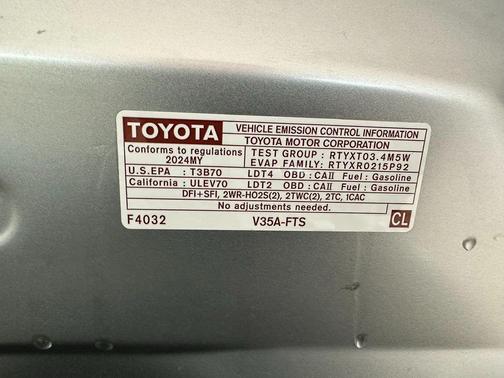 TOYOTA VEHICLE EMISSION CONTROL INFORMATION
TOYOTA MOTOR CORPORATION
Conforms to regulations
2024MY
TEST GROUP : RTYXT03.4M5W
EVAP FAMILY: RTYXR0215P92
U.S.EPA : T3B70 LDT4 OBD : CAII Fuel : Gasoline
California : ULEV70 LDT2 OBD : CAII Fuel : Gasoline
DFI+SFI, 2WR-HO2S(2), 2TWC(2), 2TC, 1CAC
No adjustments needed.
F4032 V35A-FTS CL